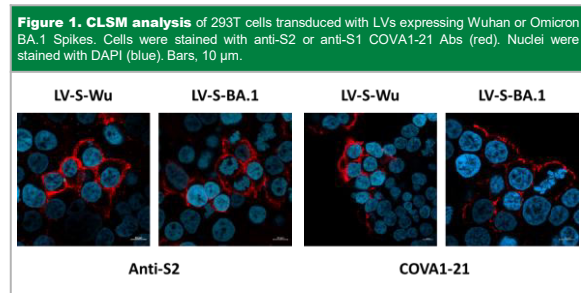 Figure 1. CLSM analysis of 293T cells transduced with LVs expressing Wuhan or Omicron
BA.1 Spikes. Cells were stained with anti-S2 or anti-S1 COVA1-21 Abs (red). Nuclei were
stained with DAPI (blue). Bars, 10 µm.
LV-S-Wu LV-S-BA.1 LV-S-Wu LV-S-BA.1
Anti-S2 COVA1-21